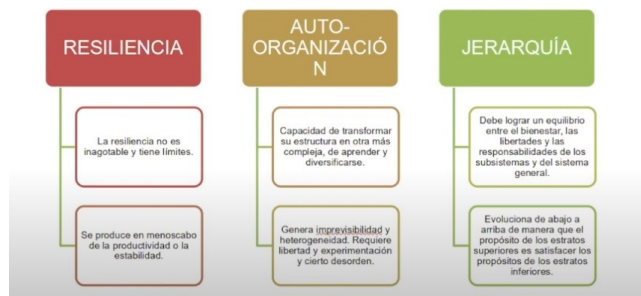 RESILIENCIA
La resiliencia no es
inagotable y tiene límites.
Se produce en menoscabo
de la productividad o la
estabilidad.
AUTO-
ORGANIZACIÓ
N
Capacidad de transformar
su estructura en otra más
compleja, de aprender y
diversificarse.
Genera imprevisibilidad y
heterogeneidad. Requiere
libertad y experimentación
y cierto desorden.
JERARQUÍA
Debe lograr un equilibrio
entre el bienestar, las
libertades y las
responsabilidades de los
subsistemas y del sistema
general.
Evoluciona de abajo a
arriba de manera que el
propósito de los estratos
superiores es satisfacer los
propósitos de los estratos
inferiores.